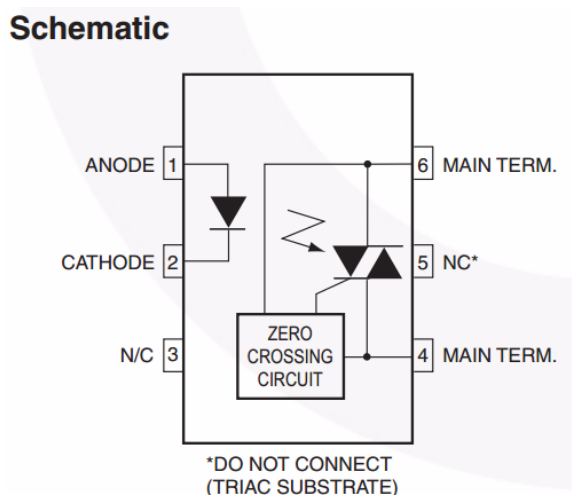 Schematic
ANODE 1
6 MAIN TERM.
CATHODE 2
5 NC*
N/C 3
ZERO
CROSSING
CIRCUIT
4 MAIN TERM.
*DO NOT CONNECT
(TRIAC SUBSTRATE)